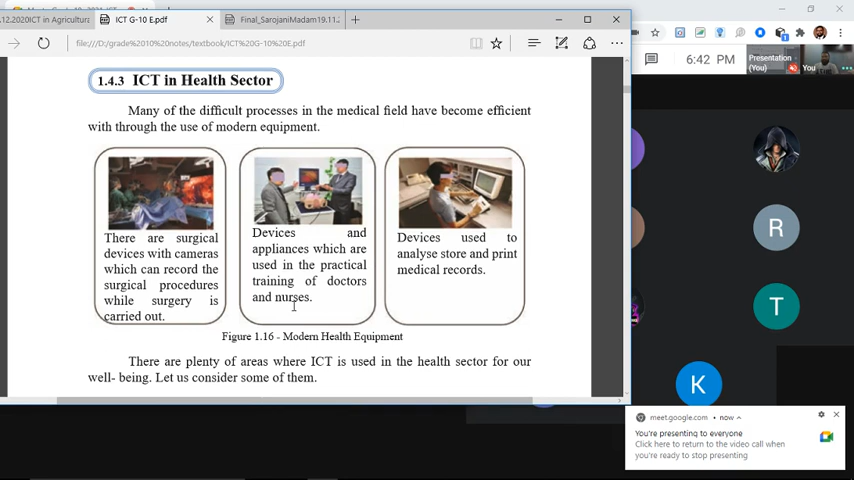 12.2020ICT in Agricultura
ICT G-10 E.pdf
Final_SarojaniMadam19.11.2
file:///D:/grade%2010%20notes/textbook/ICT%20G-10%20E.pdf
6:42 PM
Presentation
(You)
You
1.4.3 ICT in Health Sector
Many of the difficult processes in the medical field have become efficient
with through the use of modern equipment.
There are surgical
devices with cameras
which can record the
surgical procedures
while surgery is
carried out.
Devices and
appliances which are
used in the practical
training of doctors
and nurses.
Devices used to
analyse store and print
medical records.
Figure 1.16 - Modern Health Equipment
There are plenty of areas where ICT is used in the health sector for our
well- being. Let us consider some of them.
R
T
K
meet.google.com • now
You're presenting to everyone
Click here to return to the video call when
you're ready to stop presenting